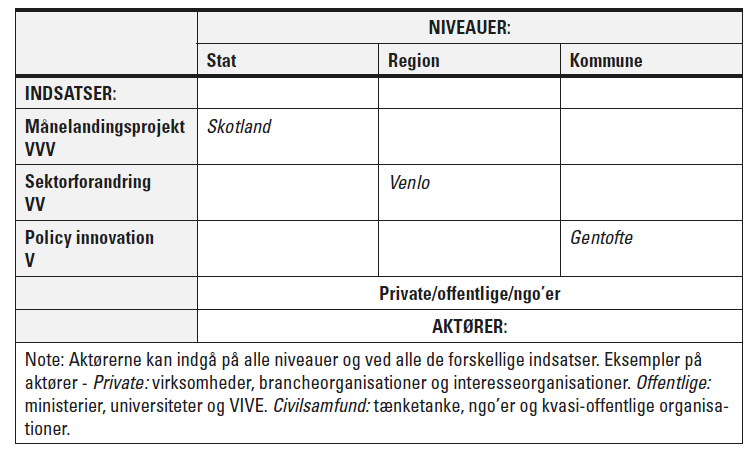 NIVEAUER:
Stat Region Kommune
INDSATSER:
Månelandingsprojekt Skotland
VVV
Sektorforandring Venlo
VV
Policy innovation Gentofte
V
Private/offentlige/ngo’er
AKTØRER:
Note: Aktørerne kan indgå på alle niveauer og ved alle de forskellige indsatser. Eksempler på
aktører - Private: virksomheder, brancheorganisationer og interesseorganisationer. Offentlige:
ministerier, universiteter og VIVE. Civilsamfund: tænketanke, ngo’er og kvasi-offentlige organisa-
tioner.